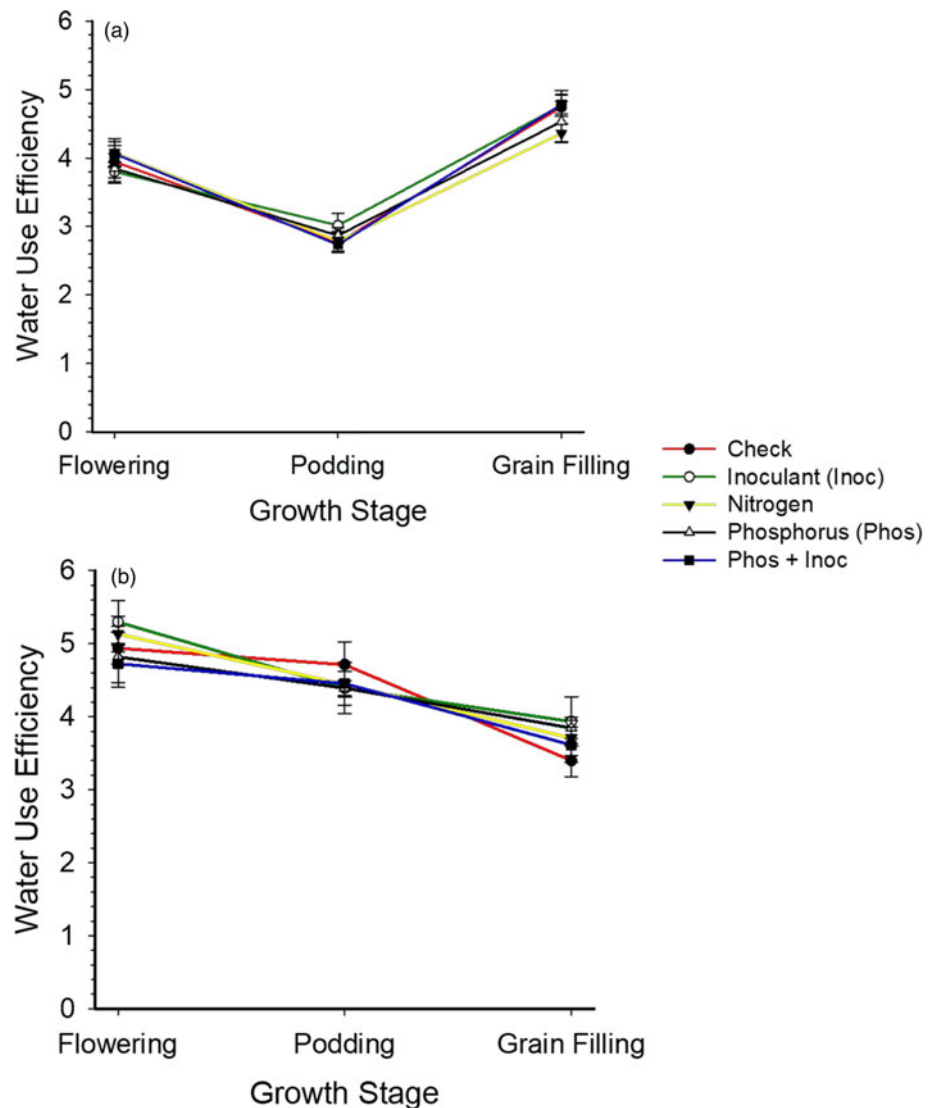 (a)
6
5
4
3
2
1
0
Water Use Efficiency
Flowering Podding Grain Filling
Growth Stage
Check
Inoculant (Inoc)
Nitrogen
Phosphorus (Phos)
Phos + Inoc
(b)
6
5
4
3
2
1
0
Water Use Efficiency
Flowering Podding Grain Filling
Growth Stage